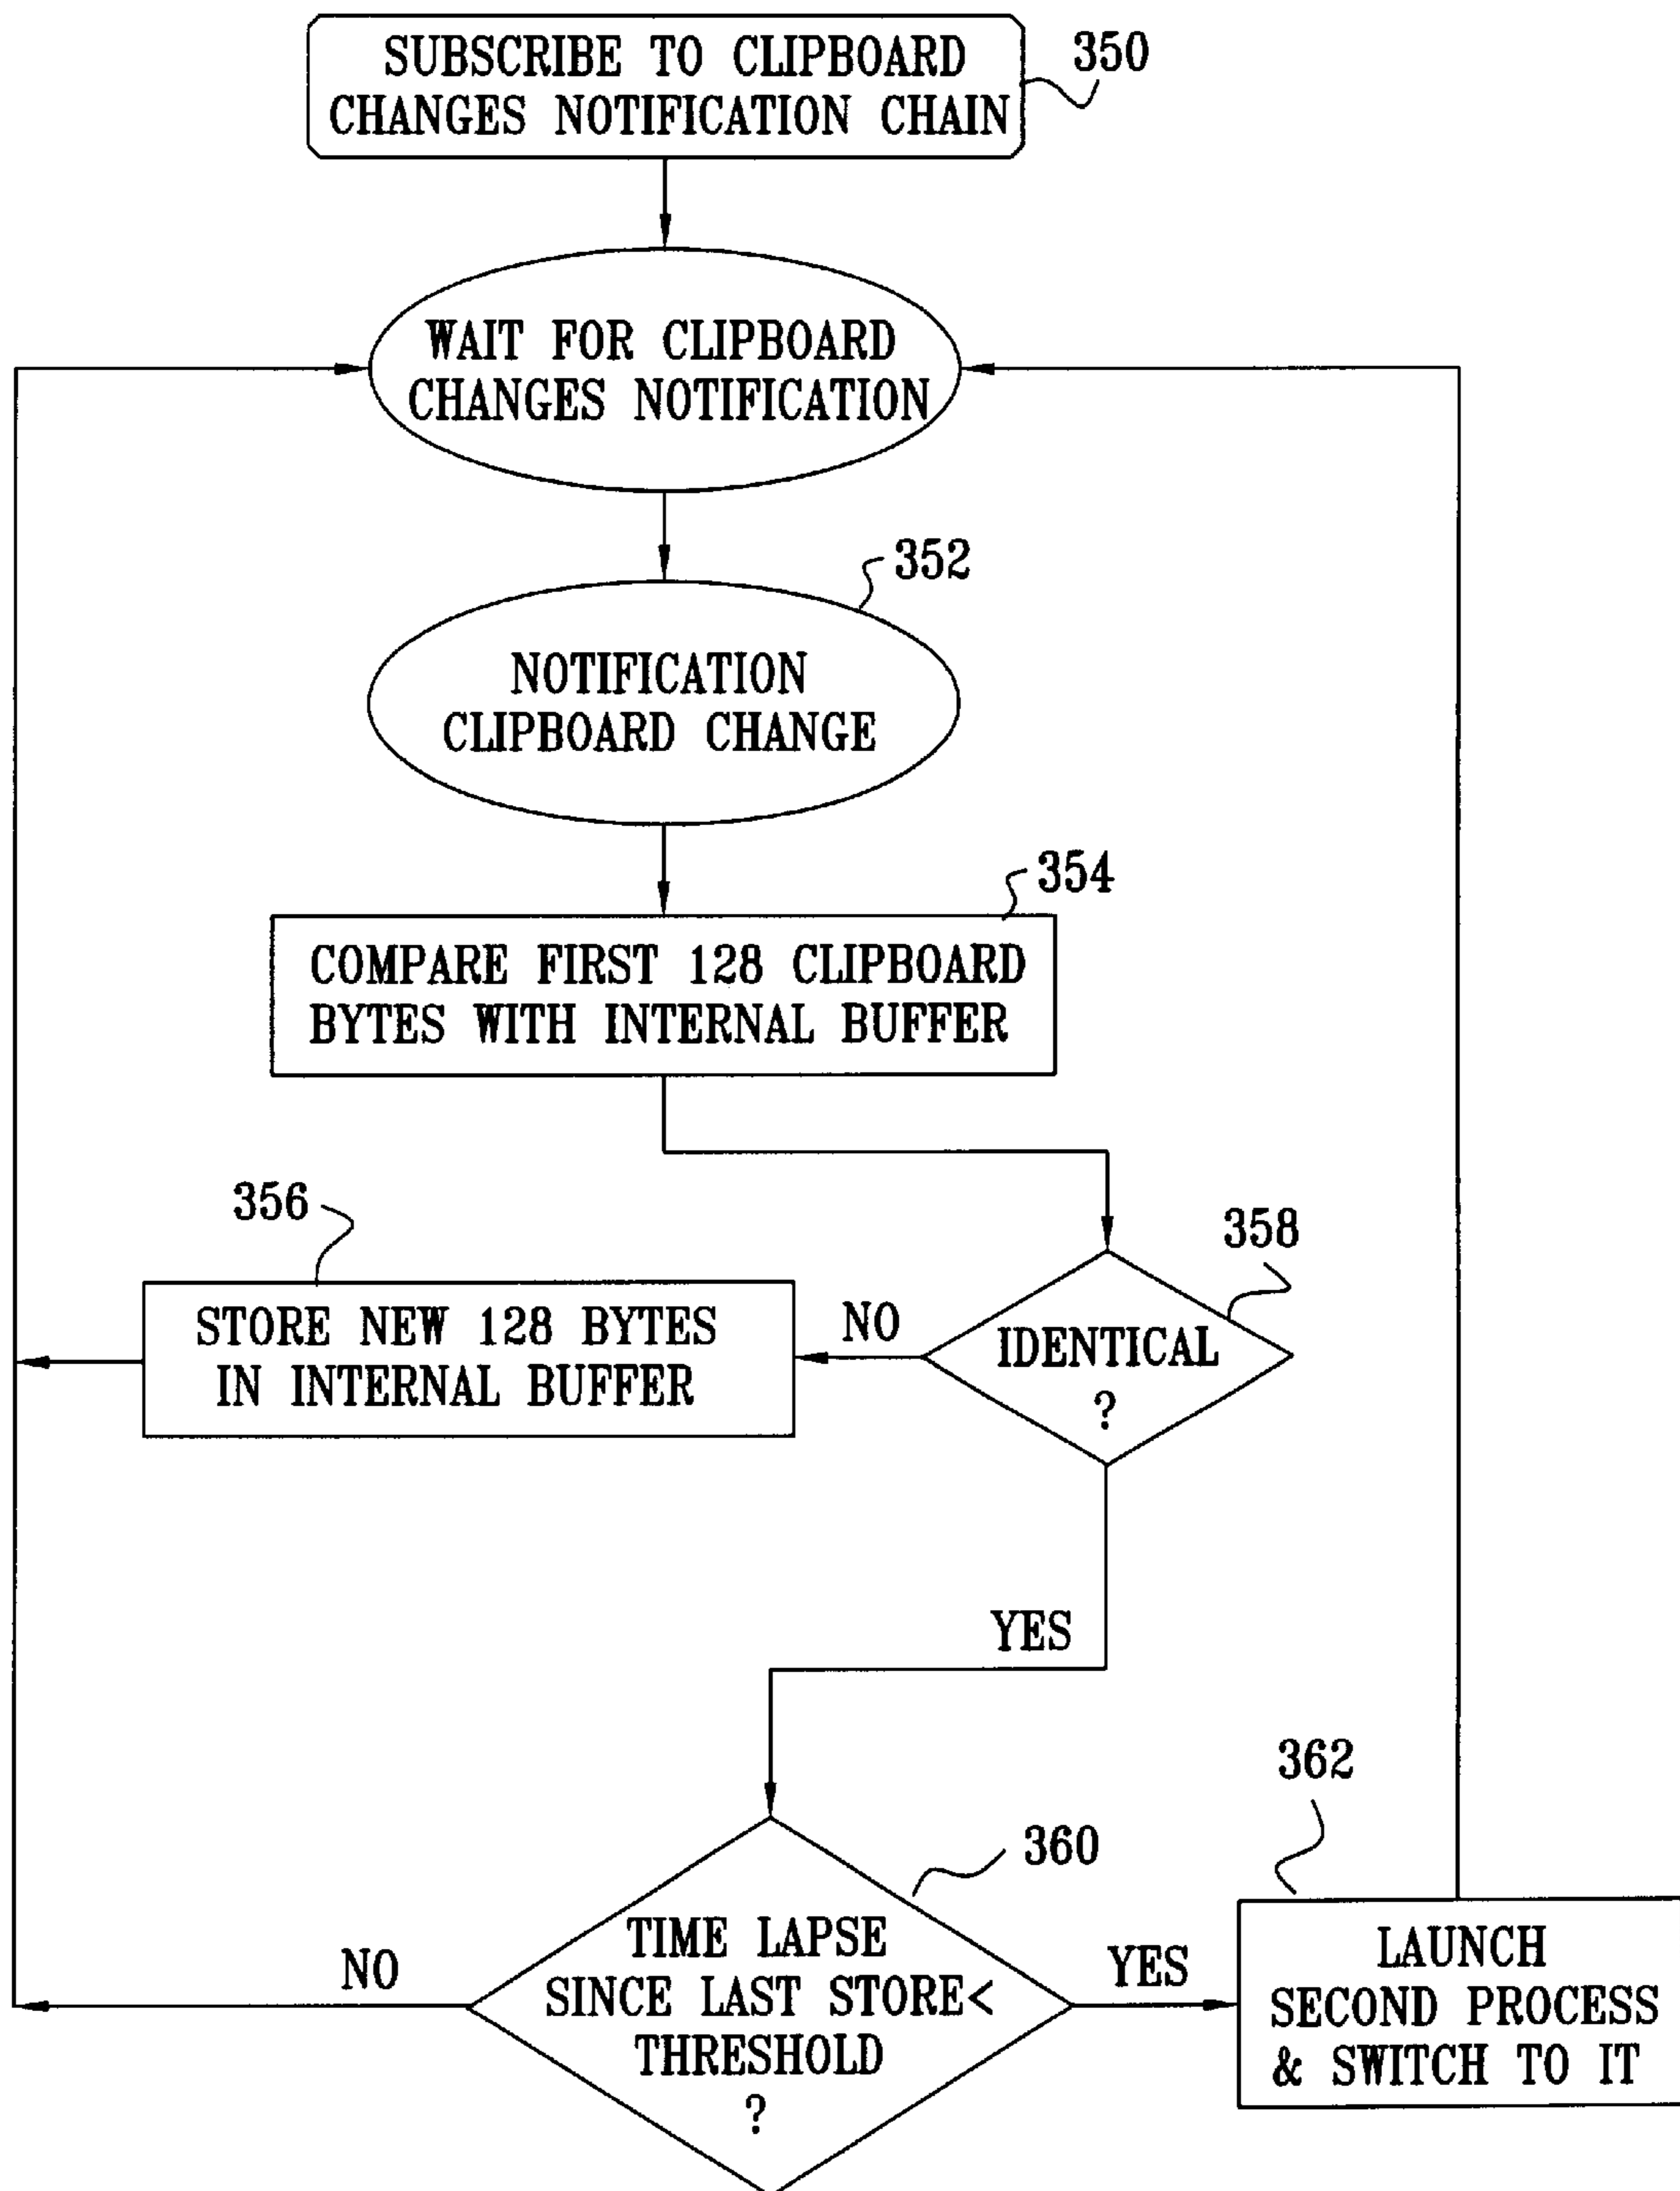 SUBSCRIBE TO CLIPBOARD
CHANGES NOTIFICATION CHAIN
350
WAIT FOR CLIPBOARD
CHANGES NOTIFICATION
352
NOTIFICATION
CLIPBOARD CHANGE
354
COMPARE FIRST 128 CLIPBOARD
BYTES WITH INTERNAL BUFFER
356
STORE NEW 128 BYTES
IN INTERNAL BUFFER
NO
358
IDENTICAL
?
YES
360
TIME LAPSE
SINCE LAST STORE<
THRESHOLD
?
NO
YES
362
LAUNCH
SECOND PROCESS
& SWITCH TO IT